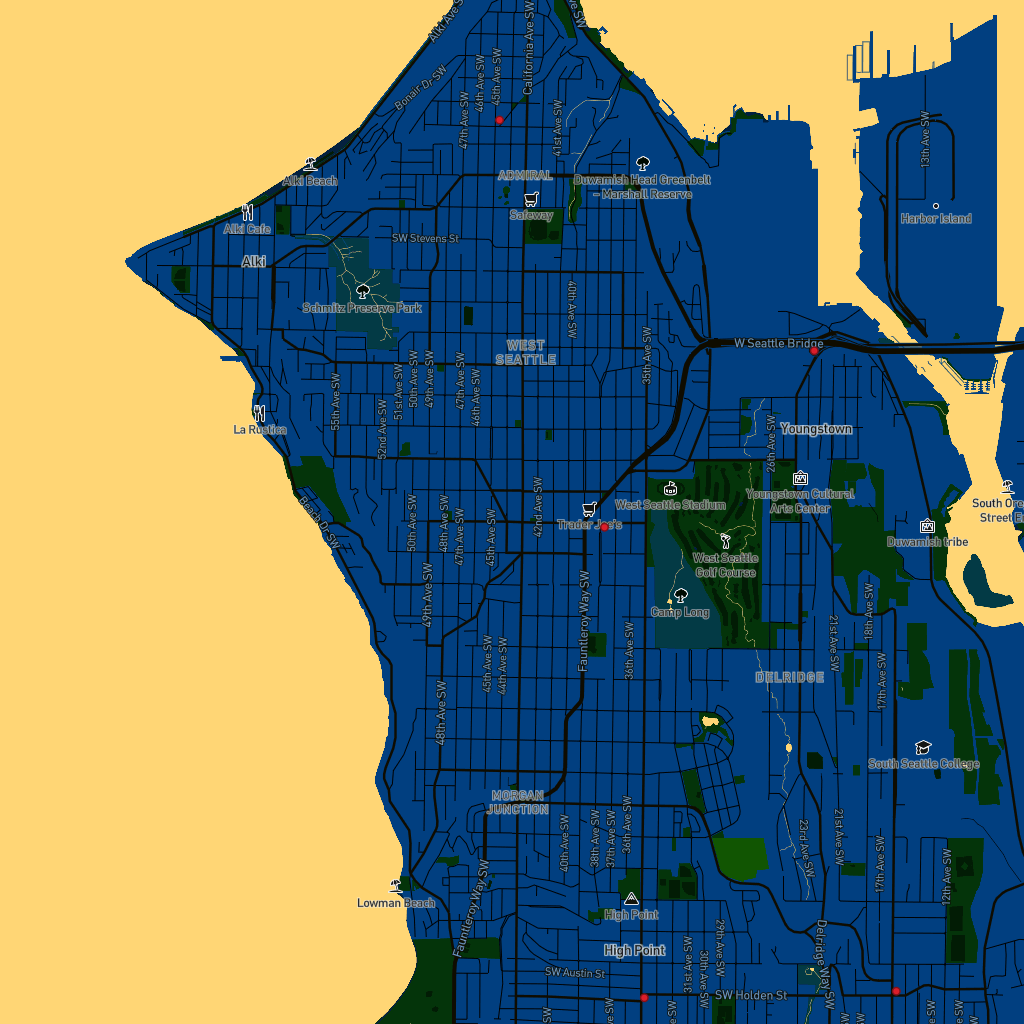 Alki Ave SW
California Ave SW
Bonair Dr SW
47th Ave SW
46th Ave SW
45th Ave SW
41st Ave SW
13th Ave SW
ADMIRAL
Alki Beach
Duwamish Head Greenbelt
- Marshall Reserve
Safeway
Alki Cafe
Harbor Island
SW Stevens St
Alki
Schmitz Preserve Park
40th Ave SW
WEST
SEATTLE
35th Ave SW
W Seattle Bridge
55th Ave SW
52nd Ave SW
51st Ave SW
50th Ave SW
49th Ave SW
47th Ave SW
46th Ave SW
La Rustica
Youngstown
26th Ave SW
Beach Dr SW
West Seattle Stadium
Youngstown Cultural
Arts Center
Trader Joe's
Duwamish tribe
50th Ave SW
48th Ave SW
47th Ave SW
45th Ave SW
42nd Ave SW
West Seattle
Golf Course
Camp Long
49th Ave SW
Fauntleroy Way SW
36th Ave SW
45th Ave SW
44th Ave SW
48th Ave SW
21st Ave SW
18th Ave SW
17th Ave SW
DELRIDGE
South Seattle College
MORGAN
JUNCTION
40th Ave SW
38th Ave SW
37th Ave SW
36th Ave SW
23rd Ave SW
21st Ave SW
17th Ave SW
12th Ave SW
Lowman Beach
Fauntleroy Way SW
High Point
High Point
SW Austin St
31st Ave SW
30th Ave SW
29th Ave SW
Delridge Way SW
SW Holden St